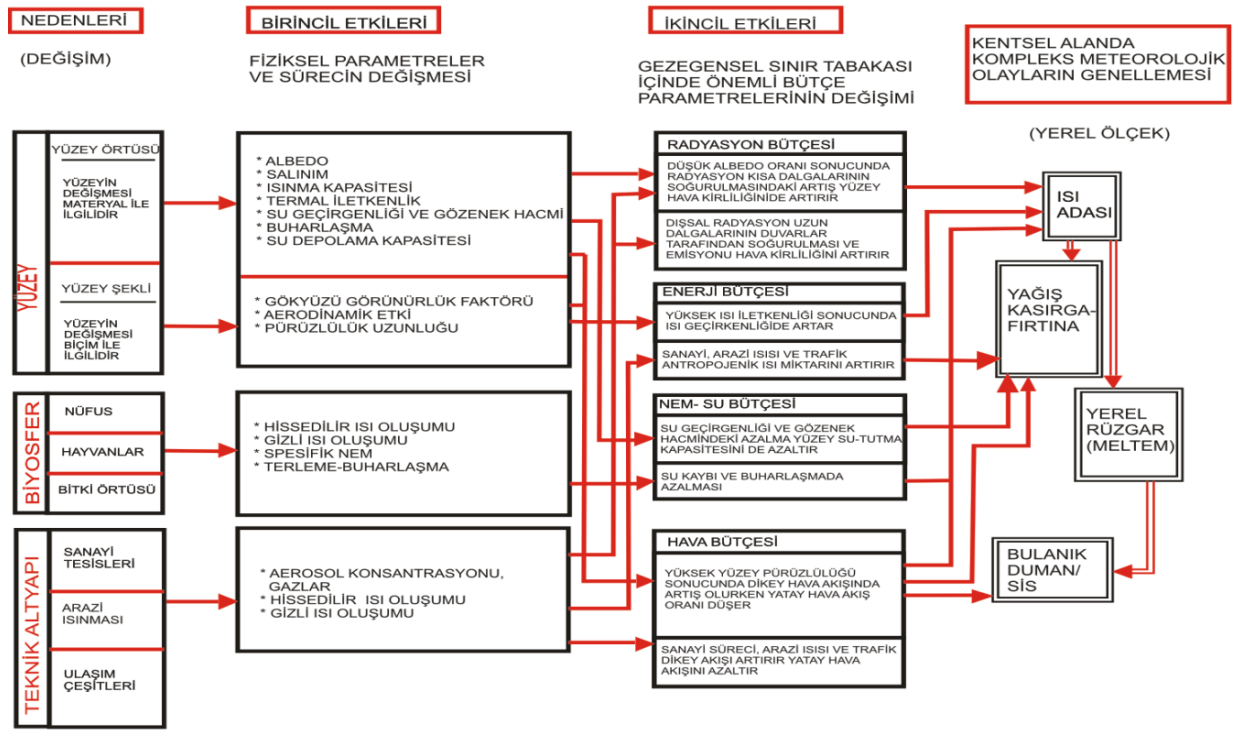 NEDENLERİ
(DEĞİŞİM)
BİRİNCİL ETKİLERİ
FİZİKSEL PARAMETRELER
VE SÜRECİN DEĞİŞMESİ
İKİNCİL ETKİLERİ
GEZEGENSEL SINIR TABAKASI
İÇİNDE ÖNEMLİ BÜTÇE
PARAMETRELERİNİN DEĞİŞİMİ
KENTSEL ALANDA
KOMPLEKS METEOROLOJİK
OLAYLARIN GENELLEMESİ
(YEREL ÖLÇEK)
YÜZEY
YÜZEY ÖRTÜSÜ
YÜZEYİN
DEĞİŞMESİ
MATERYAL İLE
İLGİLİDİR
YÜZEY ŞEKLİ
YÜZEYİN
DEĞİŞMESİ
BİÇİM İLE
İLGİLİDİR
BİYOSFER
NÜFUS
HAYVANLAR
BİTKİ ÖRTÜSÜ
TEKNİK ALTYAPI
SANAYİ
TESİSLERİ
ARAZİ
ISINMASI
ULAŞIM
ÇEŞİTLERİ
* ALBEDO
* SALINIM
* ISINMA KAPASİTESİ
* TERMAL İLETKENLİK
* SU GEÇİRGENLİĞİ VE GÖZENEK HACMİ
* BUHARLAŞMA
* SU DEPOLAMA KAPASİTESİ
* GÖKYÜZÜ GÖRÜNÜRLÜK FAKTÖRÜ
* AERODİNAMİK ETKİ
* PÜRÜZLÜLÜK UZUNLUĞU
* HİSSEDİLİR ISI OLUŞUMU
* GİZLİ ISI OLUŞUMU
* SPESİFİK NEM
* TERLEME-BUHARLAŞMA
* AEROSOL KONSANTRASYONU,
GAZLAR
* HİSSEDİLİR ISI OLUŞUMU
* GİZLİ ISI OLUŞUMU
RADYASYON BÜTÇESİ
DÜŞÜK ALBEDO ORANI SONUCUNDA
RADYASYON KISA DALGALARININ
SOĞURULMASINDAKİ ARTIŞ YÜZEY
HAVA KİRLİLİĞİNİDE ARTIRIR
DIŞSAL RADYASYON UZUN
DALGALARININ DUVARLAR
TARAFINDAN SOĞURULMASI VE
EMİSYONU HAVA KİRLİLİĞİNİ ARTIRIR
ENERJİ BÜTÇESİ
YÜKSEK ISI İLETKENLİĞİ SONUCUNDA
ISI GEÇİRKENLİĞİDE ARTAR
SANAYİ, ARAZİ ISISI VE TRAFİK
ANTROPOJENİK ISI MİKTARINI ARTIRIR
NEM- SU BÜTÇESİ
SU GEÇİRGENLİĞİ VE GÖZENEK
HACMİNDEKİ AZALMA YÜZEY SU-TUTMA
KAPASİTESİNİ DE AZALTIR
SU KAYBI VE BUHARLAŞMADA
AZALMASI
HAVA BÜTÇESİ
YÜKSEK YÜZEY PÜRÜZLÜLÜĞÜ
SONUCUNDA DİKEY HAVA AKIŞINDA
ARTIŞ OLURKEN YATAY HAVA AKIŞ
ORANI DÜŞER
SANAYİ SÜRECİ, ARAZİ ISISI VE TRAFİK
DİKEY AKIŞI ARTIRIR YATAY HAVA
AKIŞINI AZALTIR
ISI
ADASI
YAĞIŞ
KASIRGA-
FIRTINA
YEREL
RÜZGAR
(MELTEM)
BULANIK
DUMAN/
SİS